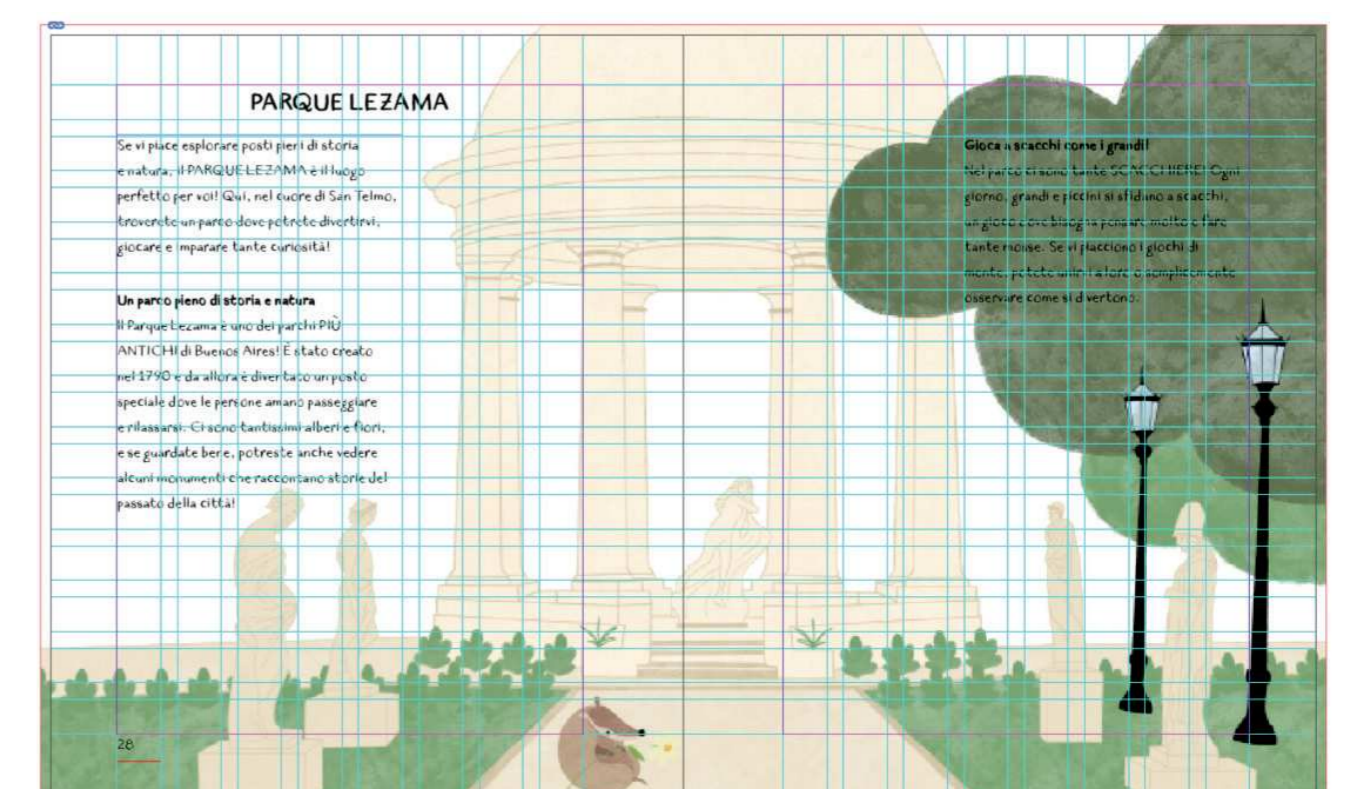 PARQUE LEZAMA
Se vi piace esplorare posti pieni di storia
e natura, il PARQUE LEZAMA è il luogo
perfetto per voi! Qui, nel cuore di San Telmo,
troverete un parco dove potrete divertirvi,
giocare e imparare tante curiosità!
Un parco pieno di storia e natura
Il Parque Lezama è uno dei parchi PIÙ
ANTICHI di Buenos Aires! È stato creato
nel 1790 e da allora è diventato un posto
speciale dove le persone amano passeggiare
e rilassarsi. Ci sono tantissimi alberi e fiori,
e se guardate bene, potreste anche vedere
alcuni monumenti che raccontano storie del
passato della città!
28
Gioca a scacchi come i grandi!
Nel parco ci sono tante SCACCHIERE! Ogni
giorno, grandi e piccini si sfidano a scacchi,
un gioco dove bisogna pensare molto e fare
tante mosse. Se vi piacciono i giochi di
mente, potete unirvi a loro o semplicemente
osservare come si divertono.